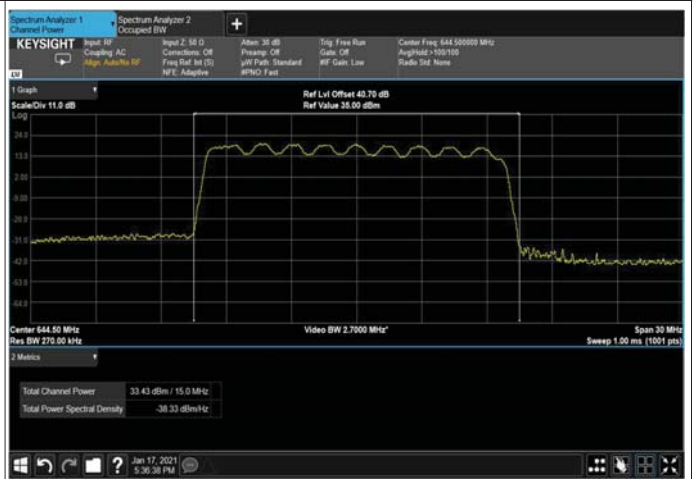 Spectrum Analyzer 1
Channel Power
Spectrum Analyzer 2
Occupied BW
+
KEYSIGHT
Input: RF
Coupling: AC
Align: Auto/No RF
Input Z: 50 Ω
Corrections: Off
Freq Ref: Int (S)
NFE: Adaptive
Atten: 30 dB
Preamp: Off
µW Path: Standard
#PNO: Fast
Trig: Free Run
Gate: Off
#IF Gain: Low
Center Freq: 644.500000 MHz
Avg|Hold:>100/100
Radio Std: None
1 Graph
Scale/Div 11.0 dB
Ref Lvl Offset 40.70 dB
Ref Value 35.00 dBm
Log
24.0
13.0
2.00
-9.00
-20.0
-31.0
-42.0
-53.0
-64.0
Center 644.50 MHz
Res BW 270.00 kHz
Video BW 2.7000 MHz*
Span 30 MHz
Sweep 1.00 ms (1001 pts)
2 Metrics
Total Channel Power 33.43 dBm / 15.0 MHz
Total Power Spectral Density -38.33 dBm/Hz
?
Jan 17, 2021
5:36:38 PM